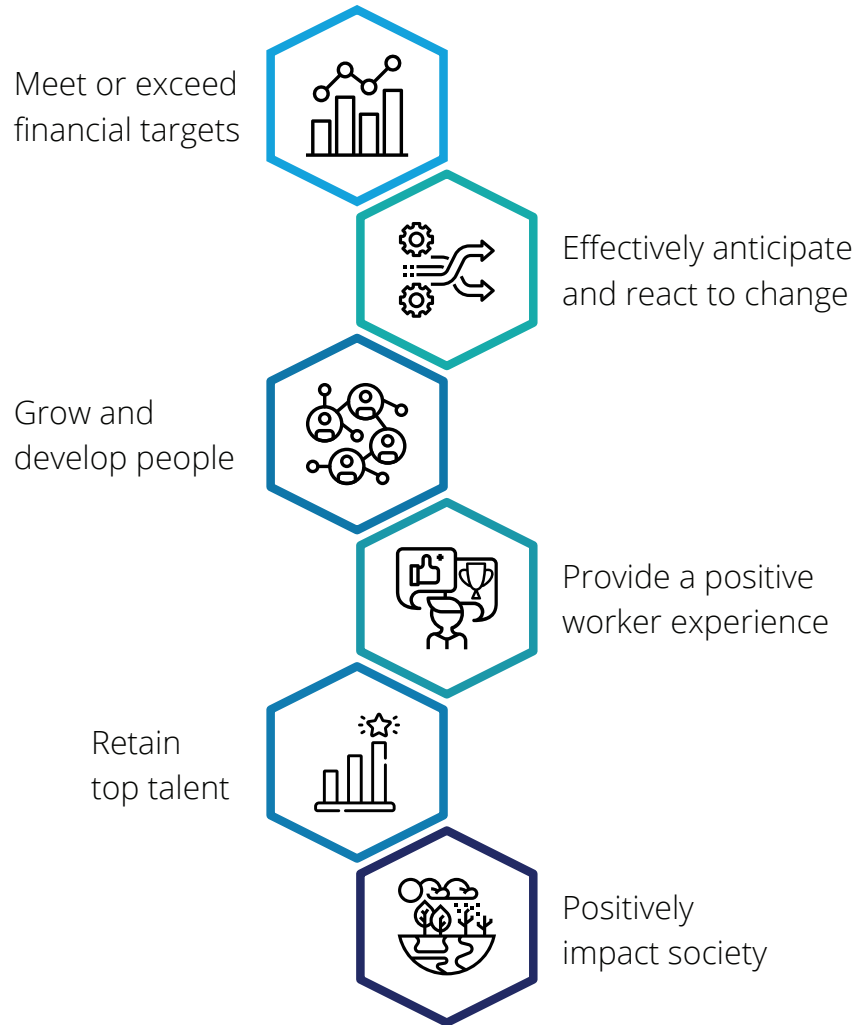 Meet or exceed
financial targets
Effectively anticipate
and react to change
Grow and
develop people
Provide a positive
worker experience
Retain
top talent
Positively
impact society